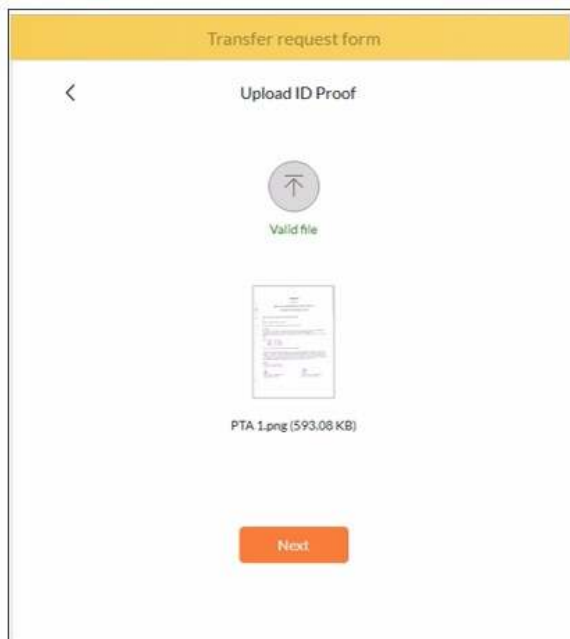 Transfer request form
Upload ID Proof
Valid file
PTA 1.png (593.08 KB)
Next